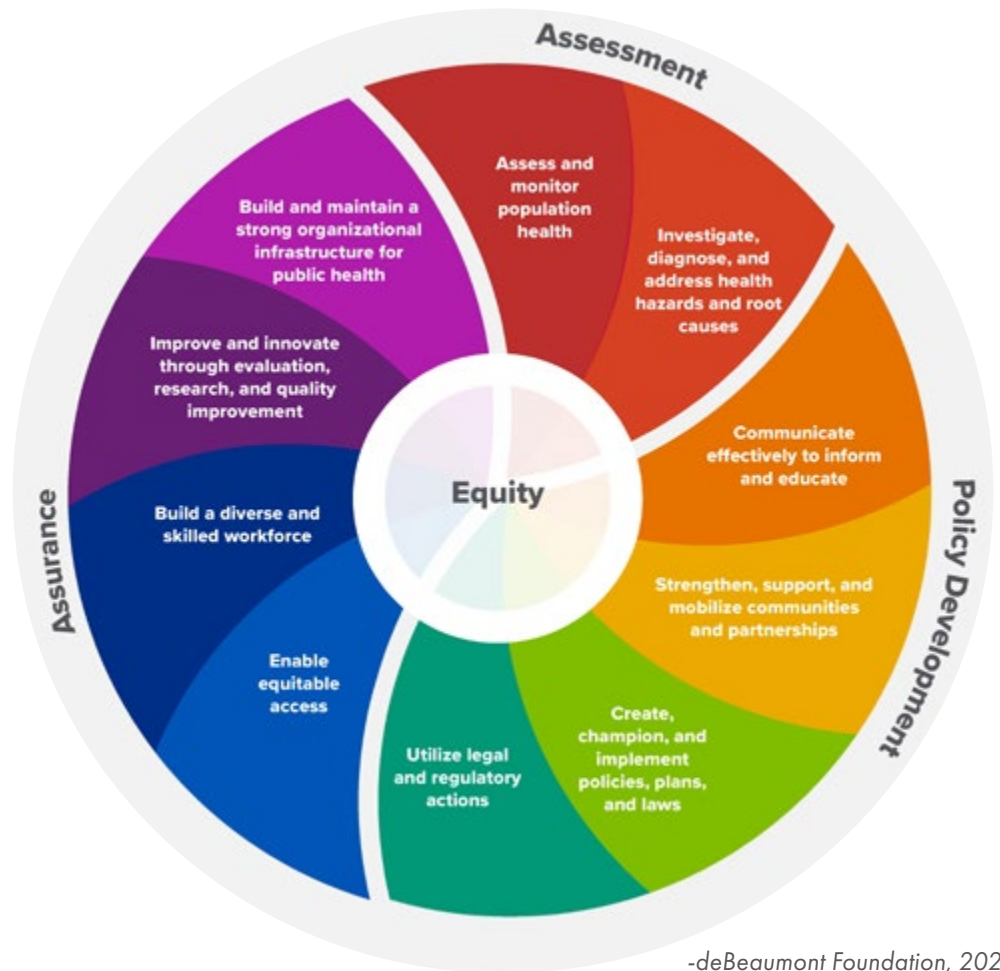 Assessment
Assess and
monitor
population
health
Investigate,
diagnose, and
address health
hazards and root
causes
Policy Development
Communicate
effectively to inform
and educate
Strengthen, support, and
mobilize communities
and partnerships
Create,
champion, and
implement
policies, plans,
and laws
Utilize legal
and regulatory
actions
Assurance
Enable
equitable
access
Build a diverse and
skilled workforce
Improve and innovate
through evaluation,
research, and quality
improvement
Build and maintain a
strong organizational
infrastructure for
public health
Equity
-deBeaumont Foundation, 202